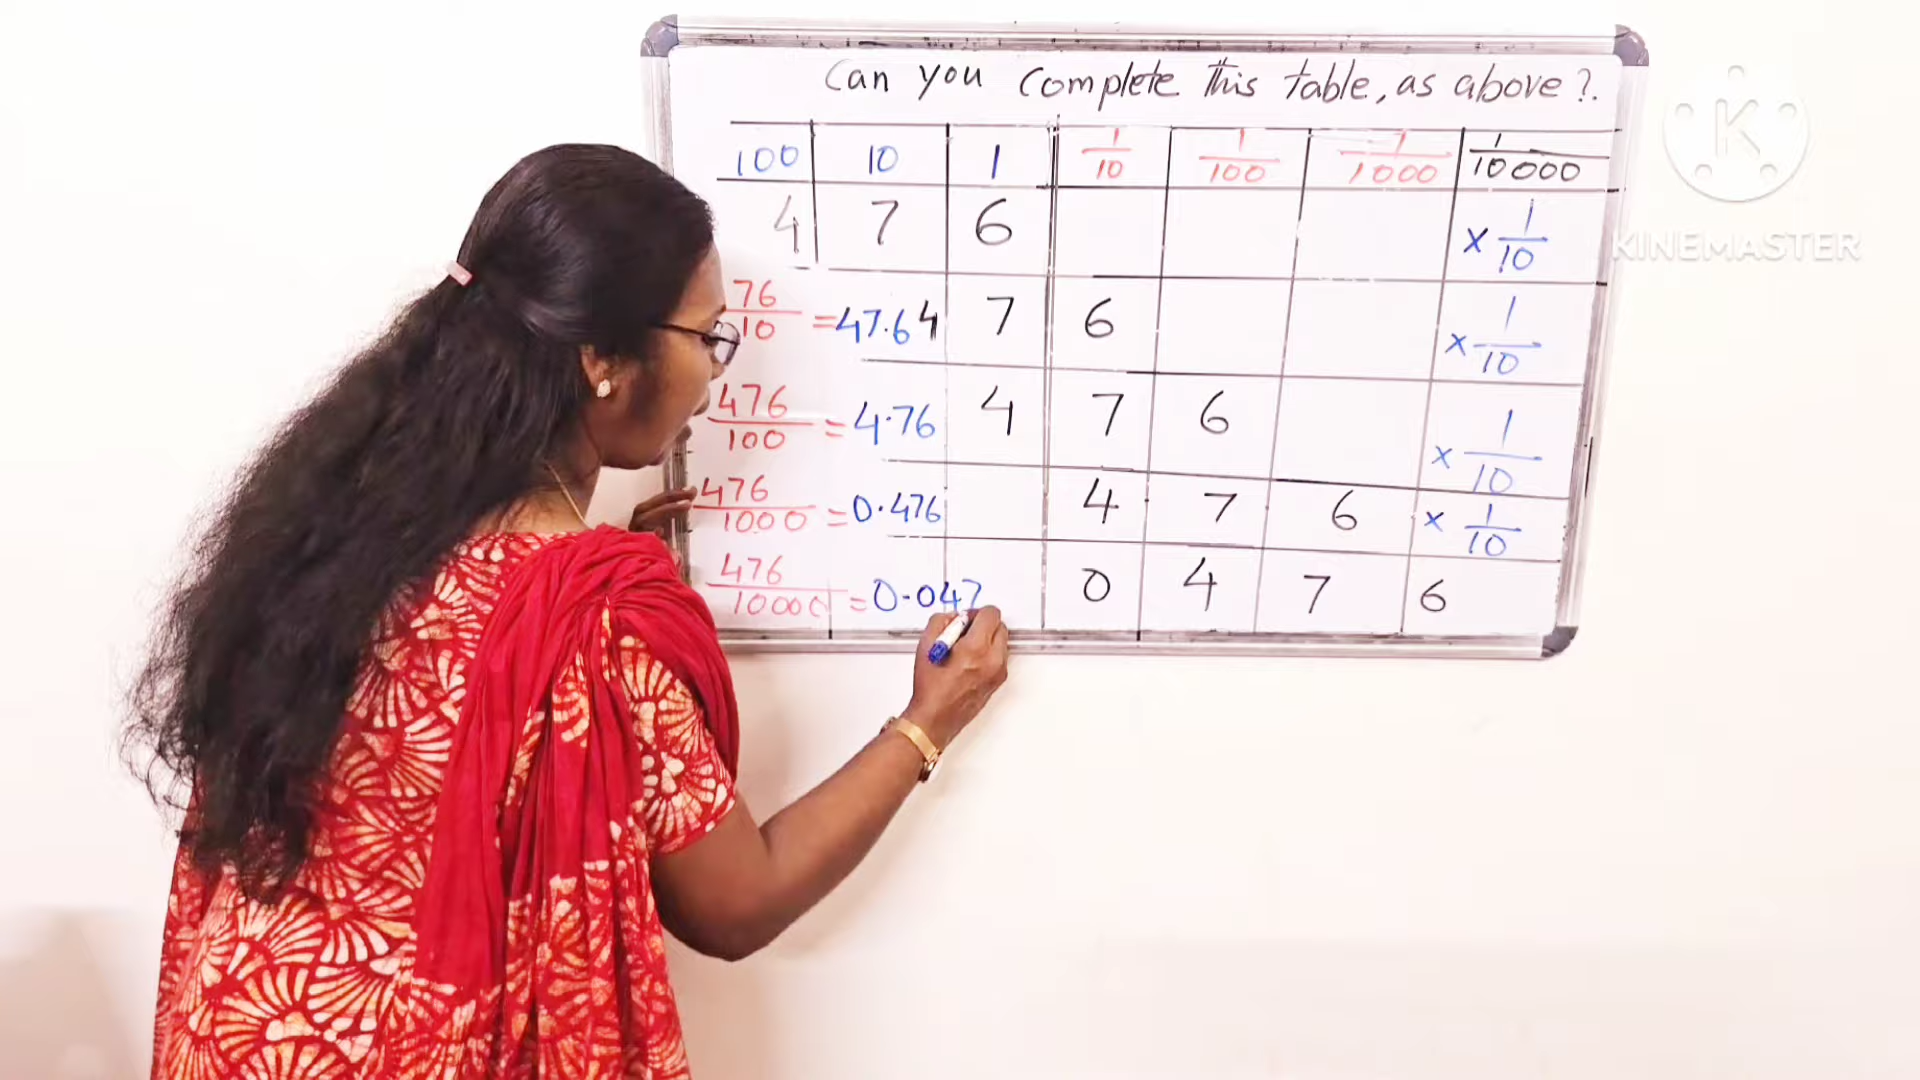 Can you complete this table, as above?.
100 10 1 1/10 1/100 1/1000 1/10000
4 7 6 × 1/10
76/10 = 47.6 4 7 6 × 1/10
476/100 = 4.76 4 7 6 × 1/10
476/1000 = 0.476 4 7 6 × 1/10
476/10000 = 0.047 0 4 7 6
K
KINEMASTER